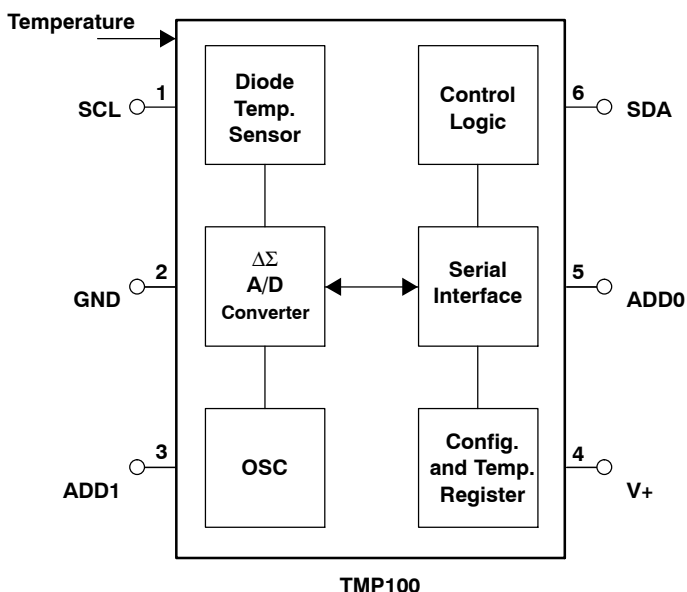 Temperature
Diode
Temp.
Sensor
Control
Logic
1
SCL
6
SDA
ΔΣ
A/D
Converter
Serial
Interface
2
GND
5
ADD0
OSC
Config.
and Temp.
Register
3
ADD1
4
V+
TMP100